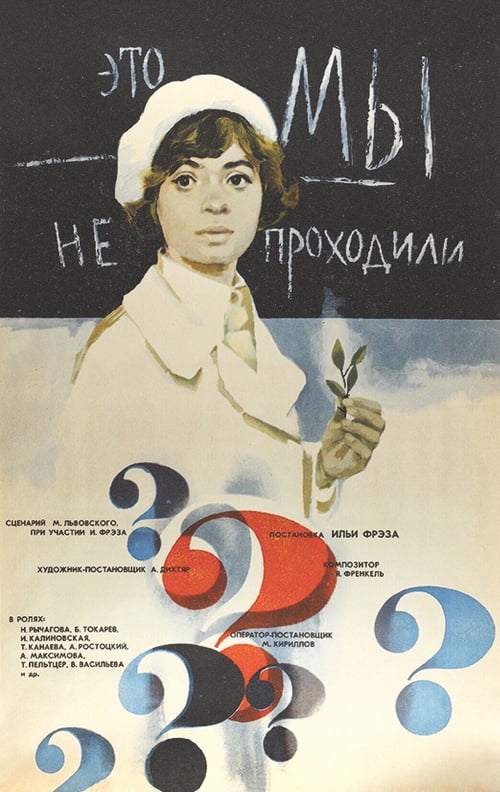 ЭТО
МЫ
НЕ ПРОХОДИЛИ
СЦЕНАРИЙ М. ЛЬВОВСКОГО.
ПРИ УЧАСТИИ И. ФРЭЗА
ПОСТАНОВКА ИЛЬИ ФРЭЗА
ХУДОЖНИК-ПОСТАНОВЩИК А. ДИХТЯР
КОМПОЗИТОР
Я. ФРЕНКЕЛЬ
В РОЛЯХ:
Н. РЫЧАГОВА, Б. ТОКАРЕВ,
И. КАЛИНОВСКАЯ,
Т. КАНАЕВА, А. РОСТОЦКИЙ,
А. МАКСИМОВА,
Т. ПЕЛЬТЦЕР, В. ВАСИЛЬЕВА
и др.
ОПЕРАТОР-ПОСТАНОВЩИК
М. КИРИЛЛОВ
? ? ? ? ? ? ?